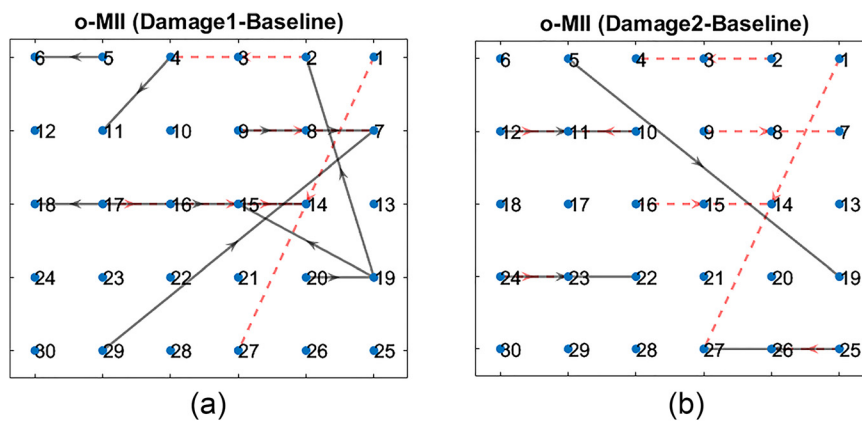 o-MII (Damage1-Baseline)
6 5 4 3 2 1
12 11 10 9 8 7
18 17 16 15 14 13
24 23 22 21 20 19
30 29 28 27 26 25
(a)
o-MII (Damage2-Baseline)
6 5 4 3 2 1
12 11 10 9 8 7
18 17 16 15 14 13
24 23 22 21 20 19
30 29 28 27 26 25
(b)